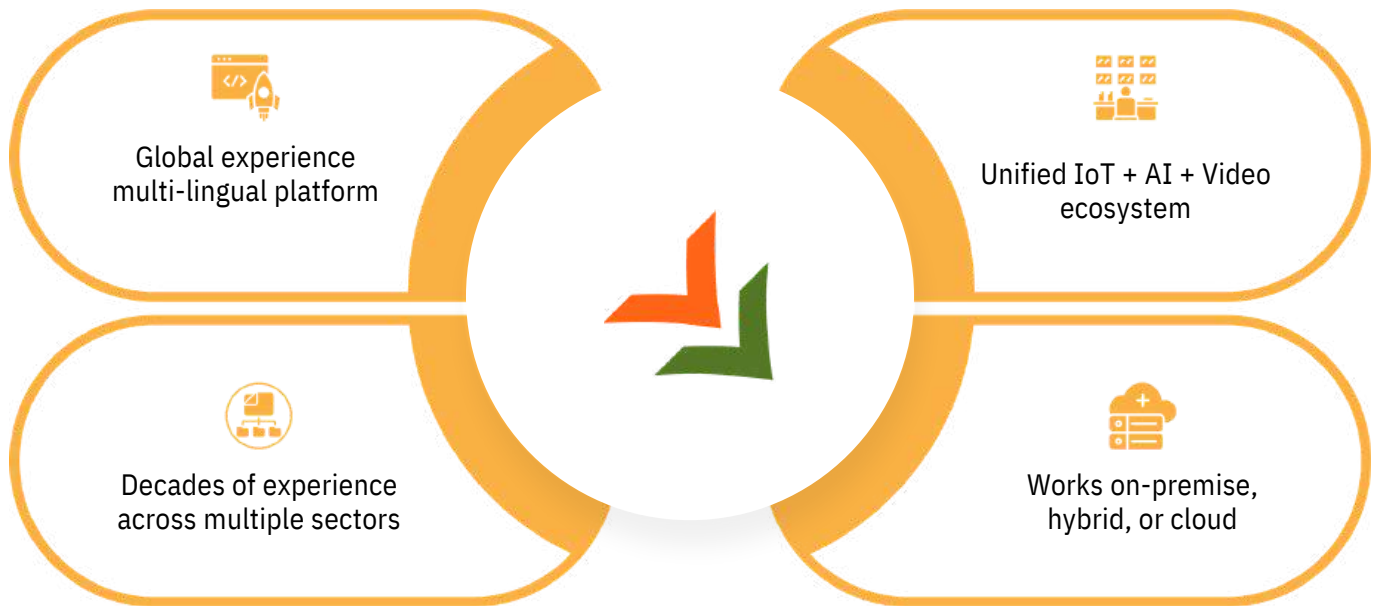 Global experience
multi-lingual platform
Unified IoT + AI + Video
ecosystem
Decades of experience
across multiple sectors
Works on-premise,
hybrid, or cloud